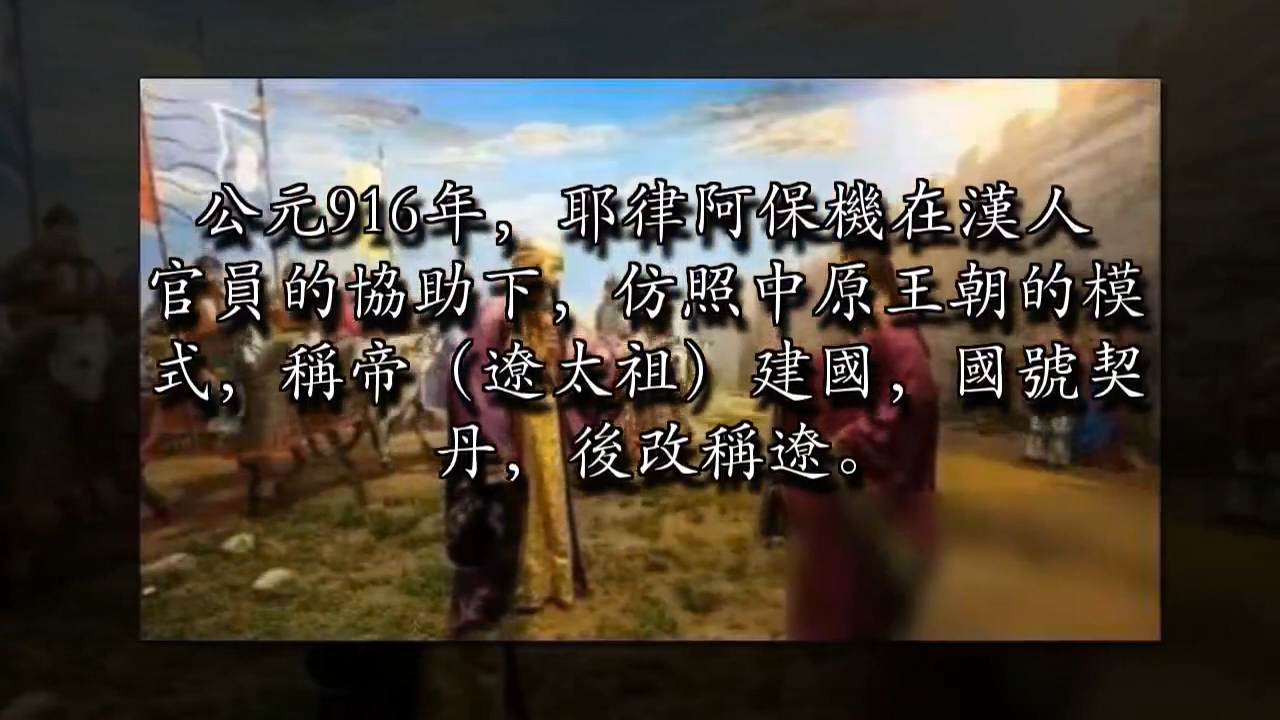 公元916年，耶律阿保機在漢人
官員的協助下，仿照中原王朝的模
式，稱帝（遼太祖）建國，國號契
丹，後改稱遼。